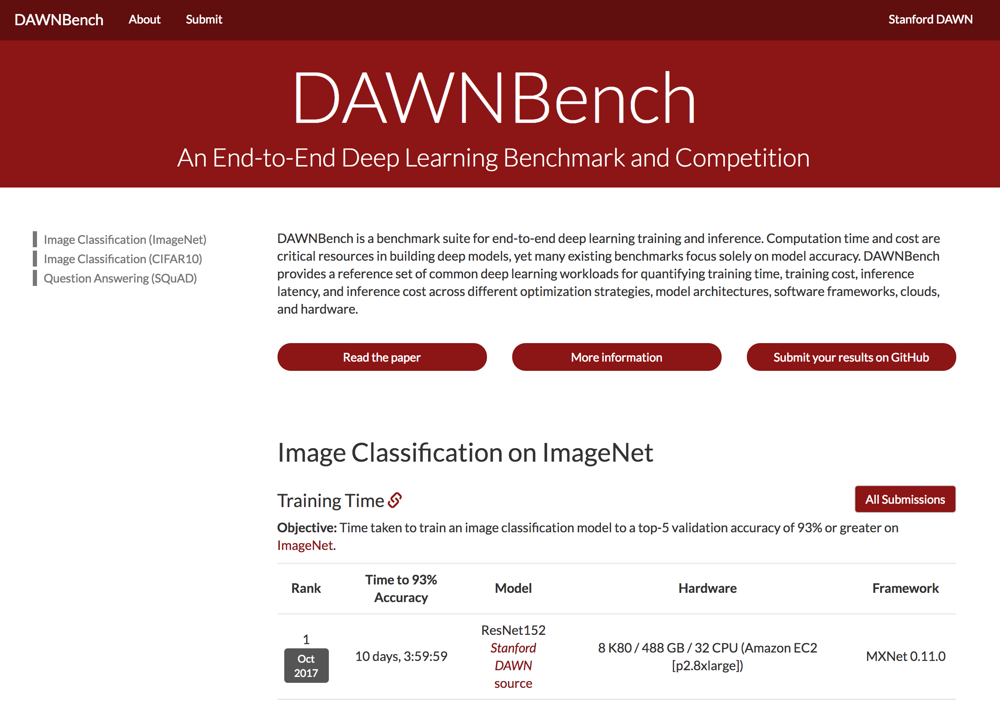 DAWNBench About Submit Stanford DAWN
DAWNBench
An End-to-End Deep Learning Benchmark and Competition
Image Classification (ImageNet)
Image Classification (CIFAR10)
Question Answering (SQuAD)
DAWNBench is a benchmark suite for end-to-end deep learning training and inference. Computation time and cost are
critical resources in building deep models, yet many existing benchmarks focus solely on model accuracy. DAWNBench
provides a reference set of common deep learning workloads for quantifying training time, training cost, inference
latency, and inference cost across different optimization strategies, model architectures, software frameworks, clouds,
and hardware.
Read the paper More information Submit your results on GitHub
Image Classification on ImageNet
Training Time All Submissions
Objective: Time taken to train an image classification model to a top-5 validation accuracy of 93% or greater on
ImageNet.
Rank Time to 93% Accuracy Model Hardware Framework
1
Oct
2017
10 days, 3:59:59
ResNet152
Stanford
DAWN
source
8 K80 / 488 GB / 32 CPU (Amazon EC2
[p2.8xlarge])
MXNet 0.11.0